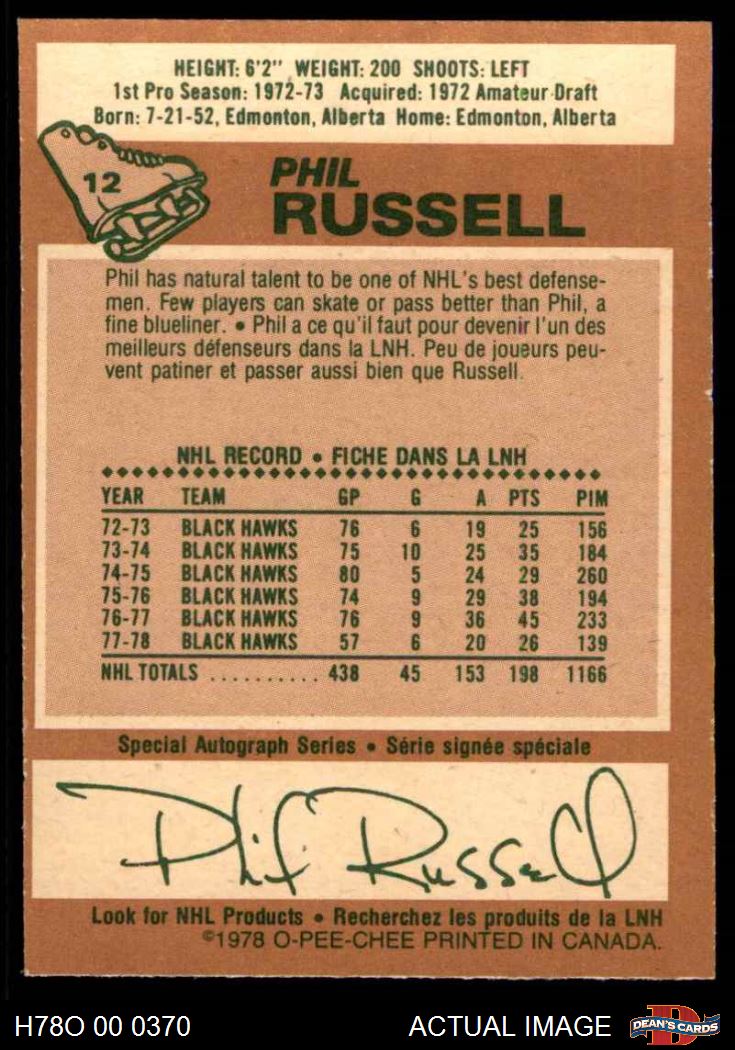 HEIGHT: 6'2" WEIGHT: 200 SHOOTS: LEFT
1st Pro Season: 1972-73 Acquired: 1972 Amateur Draft
Born: 7-21-52, Edmonton, Alberta Home: Edmonton, Alberta
12
PHIL
RUSSELL
Phil has natural talent to be one of NHL's best defense-
men. Few players can skate or pass better than Phil, a
fine blueliner. • Phil a ce qu'il faut pour devenir l'un des
meilleurs défenseurs dans la LNH. Peu de joueurs peu-
vent patiner et passer aussi bien que Russell.
NHL RECORD • FICHE DANS LA LNH
YEAR TEAM GP G A PTS PIM
72-73 BLACK HAWKS 76 6 19 25 156
73-74 BLACK HAWKS 75 10 25 35 184
74-75 BLACK HAWKS 80 5 24 29 260
75-76 BLACK HAWKS 74 9 29 38 194
76-77 BLACK HAWKS 76 9 36 45 233
77-78 BLACK HAWKS 57 6 20 26 139
NHL TOTALS .......... 438 45 153 198 1166
Special Autograph Series • Série signée spéciale
Phil Russell
Look for NHL Products • Recherchez les produits de la LNH
©1978 O-PEE-CHEE PRINTED IN CANADA.
H78O 00 0370 ACTUAL IMAGE D DEAN'S CARDS